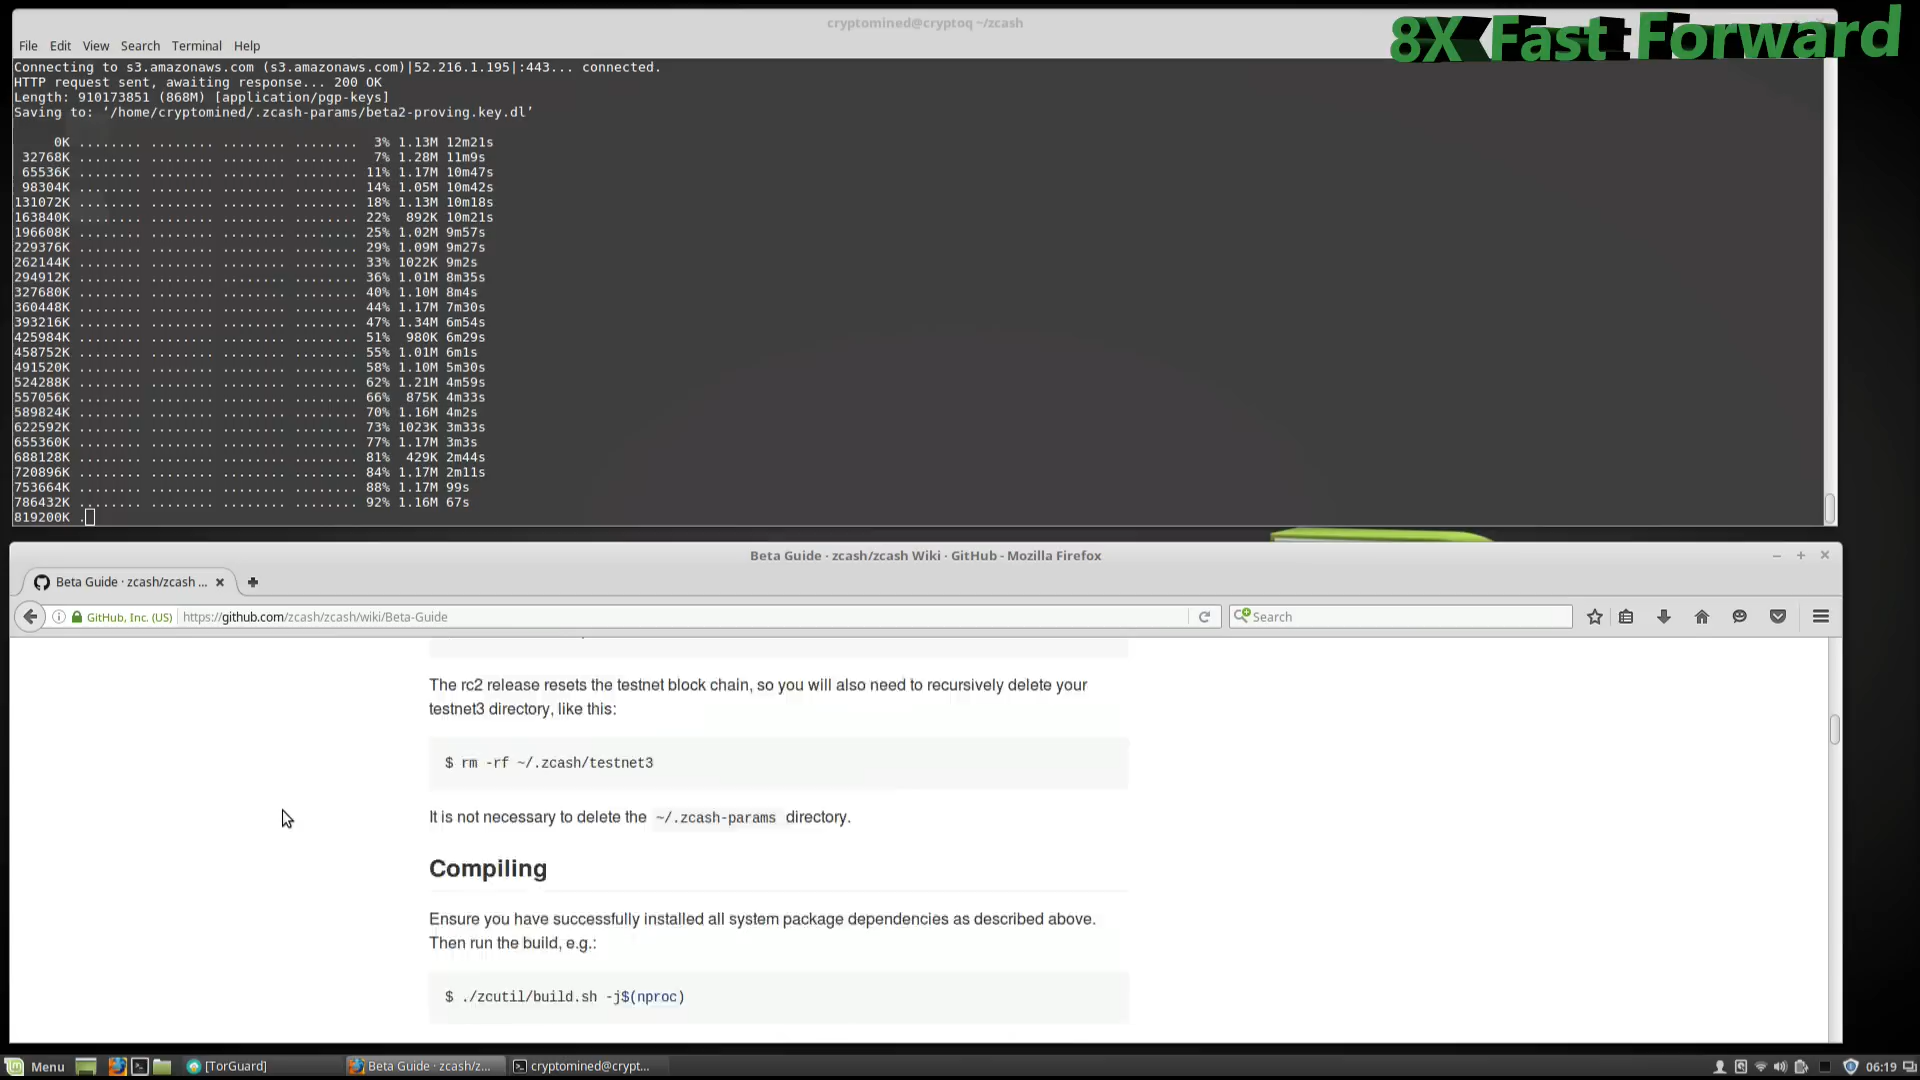 cryptomined@cryptoq ~/zcash
8X Fast Forward
File Edit View Search Terminal Help
Connecting to s3.amazonaws.com (s3.amazonaws.com)|52.216.1.195|:443... connected.
HTTP request sent, awaiting response... 200 OK
Length: 910173851 (868M) [application/pgp-keys]
Saving to: ‘/home/cryptomined/.zcash-params/beta2-proving.key.dl’
0K ........ ........ ........ ........ 3% 1.13M 12m21s
32768K ........ ........ ........ ........ 7% 1.28M 11m9s
65536K ........ ........ ........ ........ 11% 1.17M 10m47s
98304K ........ ........ ........ ........ 14% 1.05M 10m42s
131072K ........ ........ ........ ........ 18% 1.13M 10m18s
163840K ........ ........ ........ ........ 22% 892K 10m21s
196608K ........ ........ ........ ........ 25% 1.02M 9m57s
229376K ........ ........ ........ ........ 29% 1.09M 9m27s
262144K ........ ........ ........ ........ 33% 1022K 9m2s
294912K ........ ........ ........ ........ 36% 1.01M 8m35s
327680K ........ ........ ........ ........ 40% 1.10M 8m4s
360448K ........ ........ ........ ........ 44% 1.17M 7m30s
393216K ........ ........ ........ ........ 47% 1.34M 6m54s
425984K ........ ........ ........ ........ 51% 980K 6m29s
458752K ........ ........ ........ ........ 55% 1.01M 6m1s
491520K ........ ........ ........ ........ 58% 1.10M 5m30s
524288K ........ ........ ........ ........ 62% 1.21M 4m59s
557056K ........ ........ ........ ........ 66% 875K 4m33s
589824K ........ ........ ........ ........ 70% 1.16M 4m2s
622592K ........ ........ ........ ........ 73% 1023K 3m33s
655360K ........ ........ ........ ........ 77% 1.17M 3m3s
688128K ........ ........ ........ ........ 81% 429K 2m44s
720896K ........ ........ ........ ........ 84% 1.17M 2m11s
753664K ........ ........ ........ ........ 88% 1.17M 99s
786432K ........ ........ ........ ........ 92% 1.16M 67s
819200K .
Beta Guide · zcash/zcash Wiki · GitHub - Mozilla Firefox
Beta Guide · zcash/zcash ...
GitHub, Inc. (US) https://github.com/zcash/zcash/wiki/Beta-Guide Search
The rc2 release resets the testnet block chain, so you will also need to recursively delete your
testnet3 directory, like this:
$ rm -rf ~/.zcash/testnet3
It is not necessary to delete the ~/.zcash-params directory.
Compiling
Ensure you have successfully installed all system package dependencies as described above.
Then run the build, e.g.:
$ ./zcutil/build.sh -j$(nproc)
Menu [TorGuard] Beta Guide · zcash/z... cryptomined@crypt... 06:19